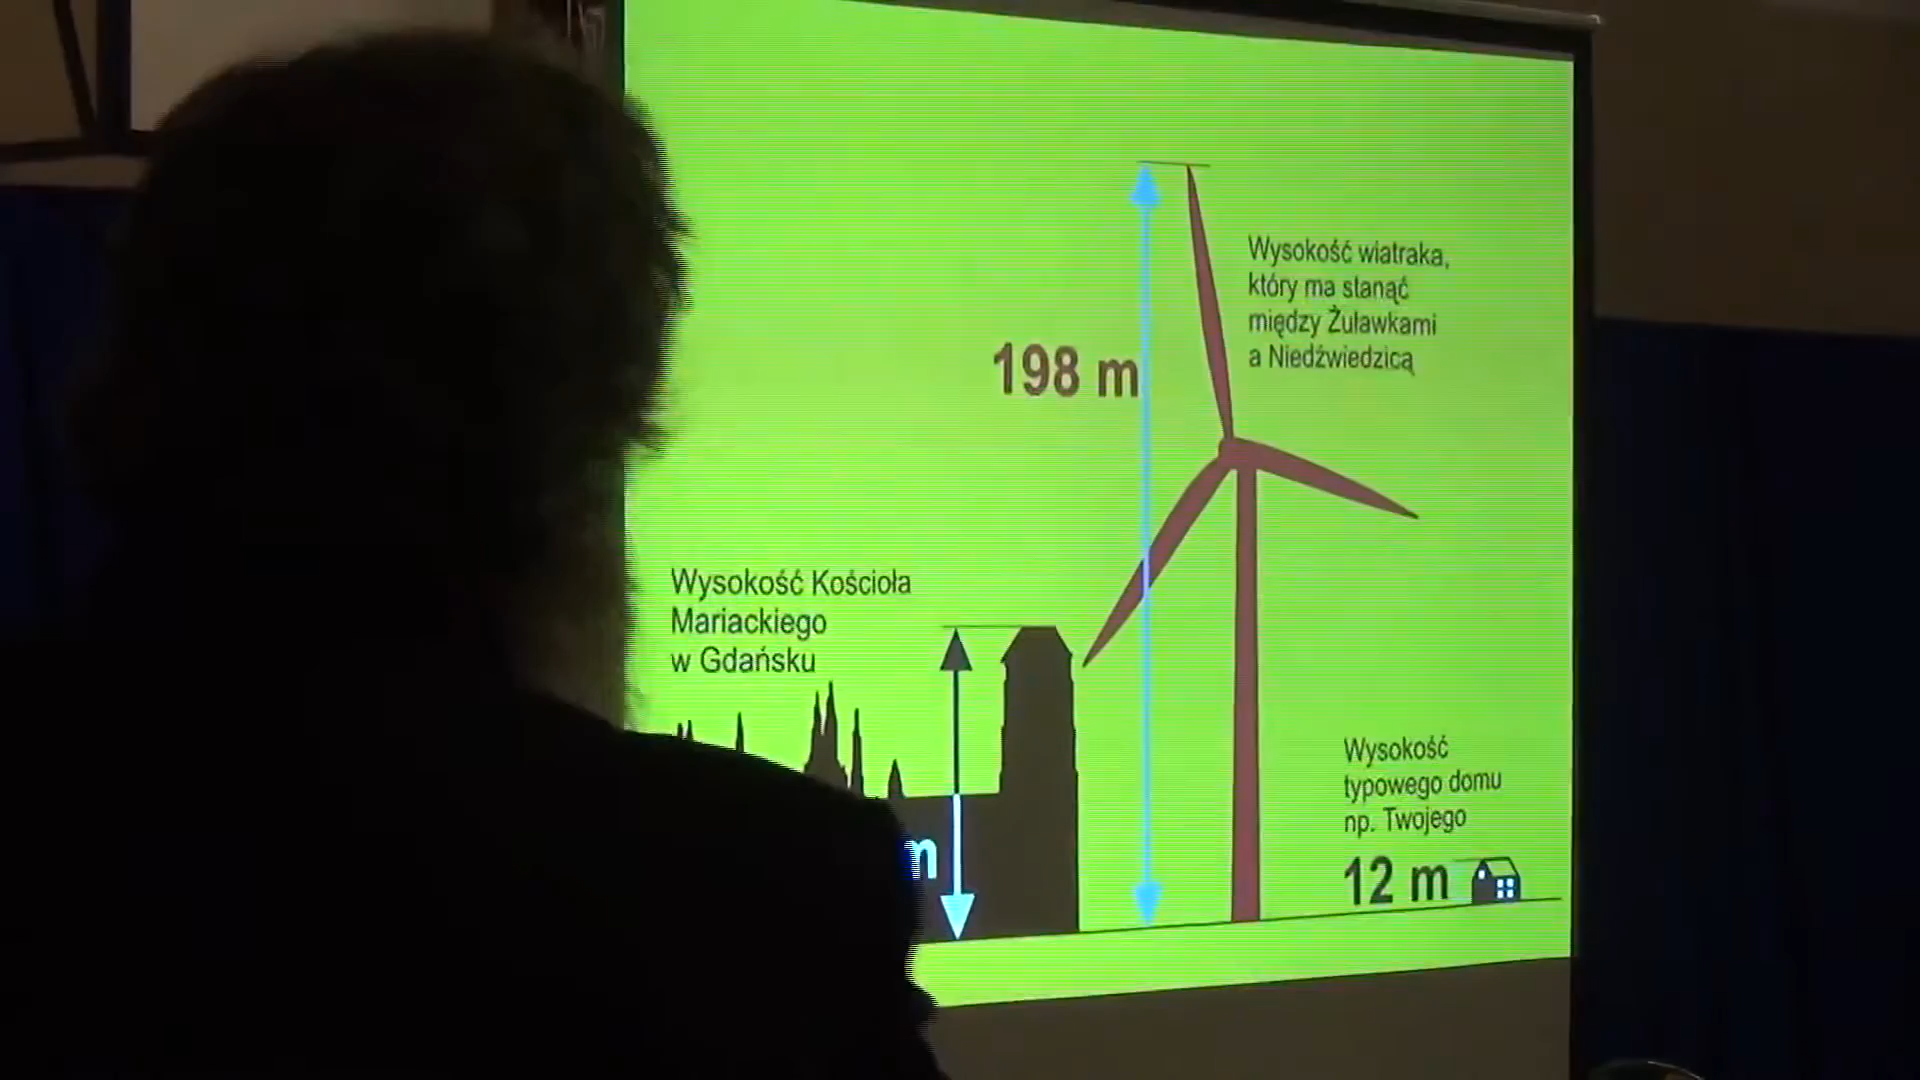 Wysokość wiatraka,
który ma stanąć
między Żuławkami
a Niedźwiedzicą
198 m
Wysokość Kościoła
Mariackiego
w Gdańsku
m
Wysokość
typowego domu
np. Twojego
12 m